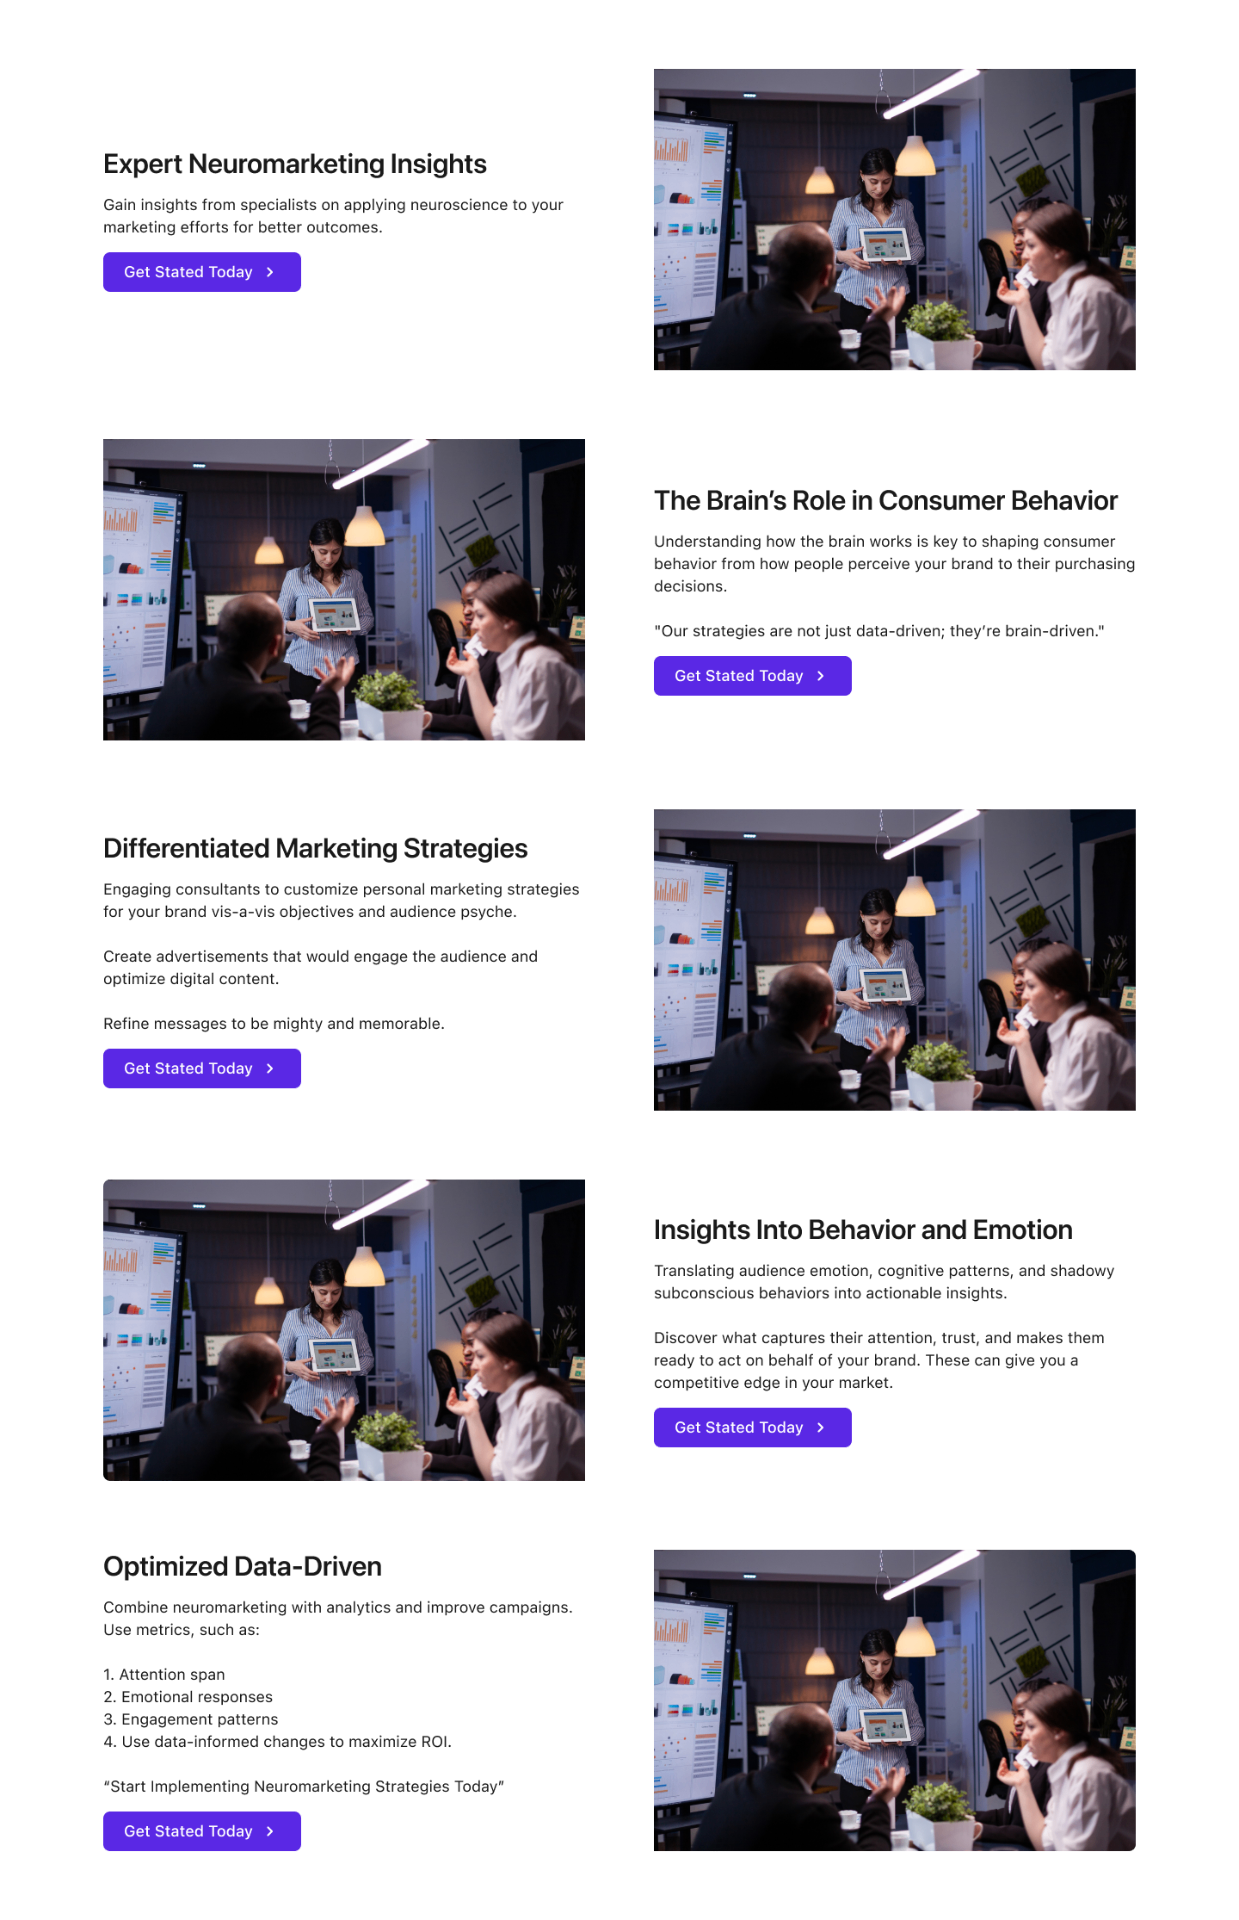 Expert Neuromarketing Insights
Gain insights from specialists on applying neuroscience to your
marketing efforts for better outcomes.
Get Stated Today
The Brain’s Role in Consumer Behavior
Understanding how the brain works is key to shaping consumer
behavior from how people perceive your brand to their purchasing
decisions.
"Our strategies are not just data-driven; they’re brain-driven."
Get Stated Today
Differentiated Marketing Strategies
Engaging consultants to customize personal marketing strategies
for your brand vis-a-vis objectives and audience psyche.
Create advertisements that would engage the audience and
optimize digital content.
Refine messages to be mighty and memorable.
Get Stated Today
Insights Into Behavior and Emotion
Translating audience emotion, cognitive patterns, and shadowy
subconscious behaviors into actionable insights.
Discover what captures their attention, trust, and makes them
ready to act on behalf of your brand. These can give you a
competitive edge in your market.
Get Stated Today
Optimized Data-Driven
Combine neuromarketing with analytics and improve campaigns.
Use metrics, such as:
1. Attention span
2. Emotional responses
3. Engagement patterns
4. Use data-informed changes to maximize ROI.
“Start Implementing Neuromarketing Strategies Today”
Get Stated Today